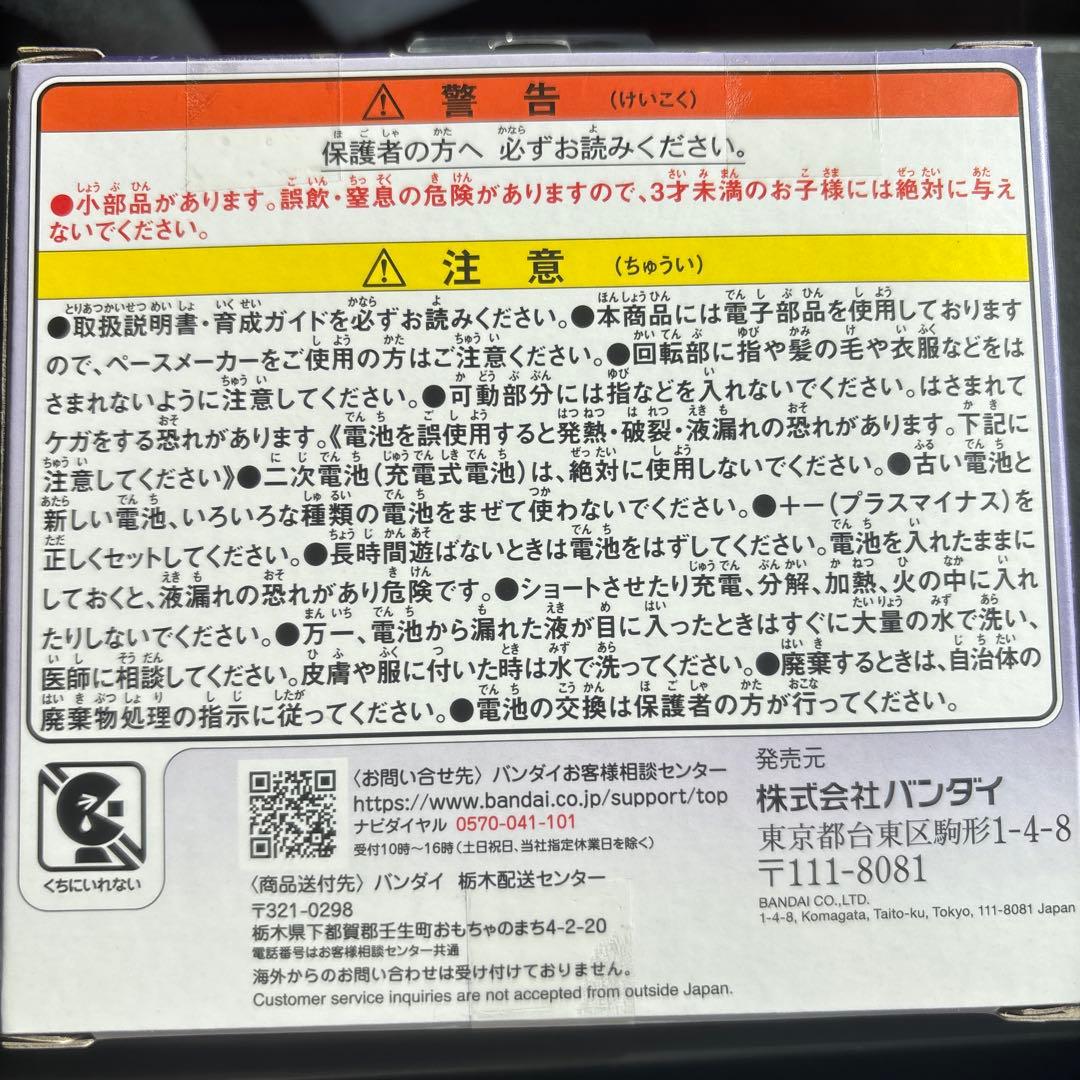 警告 (けいこく)
保護者の方へ 必ずお読みください。
●小部品があります。誤飲・窒息の危険がありますので、3才未満のお子様には絶対に与え
ないでください。
注意 (ちゅうい)
●取扱説明書・育成ガイドを必ずお読みください。●本商品には電子部品を使用しております
ので、ペースメーカーをご使用の方はご注意ください。●回転部に指や髪の毛や衣服などをは
さまれないように注意してください。●可動部分には指などを入れないでください。はさまれて
ケガをする恐れがあります。《電池を誤使用すると発熱・破裂・液漏れの恐れがあります。下記に
注意してください》●二次電池(充電式電池)は、絶対に使用しないでください。●古い電池と
新しい電池、いろいろな種類の電池をまぜて使わないでください。●+−(プラスマイナス)を
正しくセットしてください。●長時間遊ばないときは電池をはずしてください。電池を入れたままに
しておくと、液漏れの恐れがあり危険です。●ショートさせたり充電、分解、加熱、火の中に入れ
たりしないでください。●万一、電池から漏れた液が目に入ったときはすぐに大量の水で洗い、
医師に相談してください。皮膚や服に付いた時は水で洗ってください。●廃棄するときは、自治体の
廃棄物処理の指示に従ってください。●電池の交換は保護者の方が行ってください。
くちにいれない
〈お問い合せ先〉バンダイお客様相談センター
https://www.bandai.co.jp/support/top
ナビダイヤル 0570-041-101
受付10時〜16時(土日祝日、当社指定休業日を除く)
〈商品送付先〉バンダイ 栃木配送センター
〒321-0298
栃木県下都賀郡壬生町おもちゃのまち4-2-20
電話番号はお客様相談センター共通
海外からのお問い合わせは受け付けておりません。
Customer service inquiries are not accepted from outside Japan.
発売元
株式会社バンダイ
東京都台東区駒形1-4-8
〒111-8081
BANDAI CO.,LTD.
1-4-8, Komagata, Taito-ku, Tokyo, 111-8081 Japan